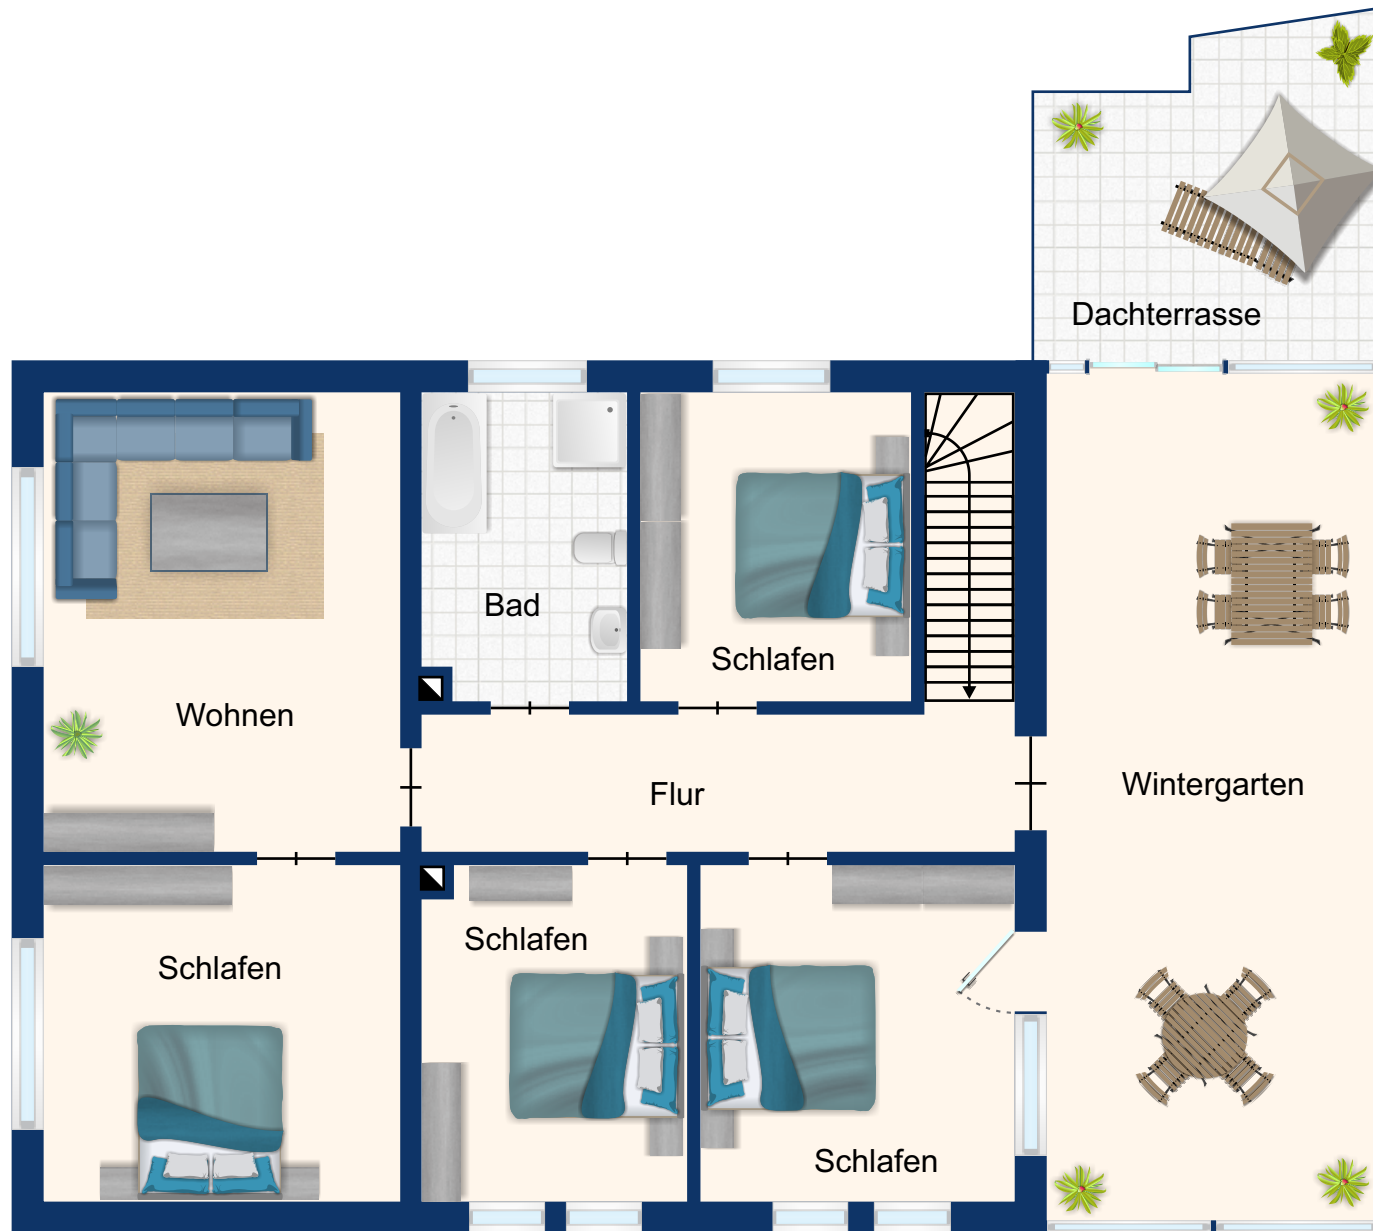 Dachterrasse
Bad
Schlafen
Wohnen
Flur
Wintergarten
Schlafen
Schlafen
Schlafen